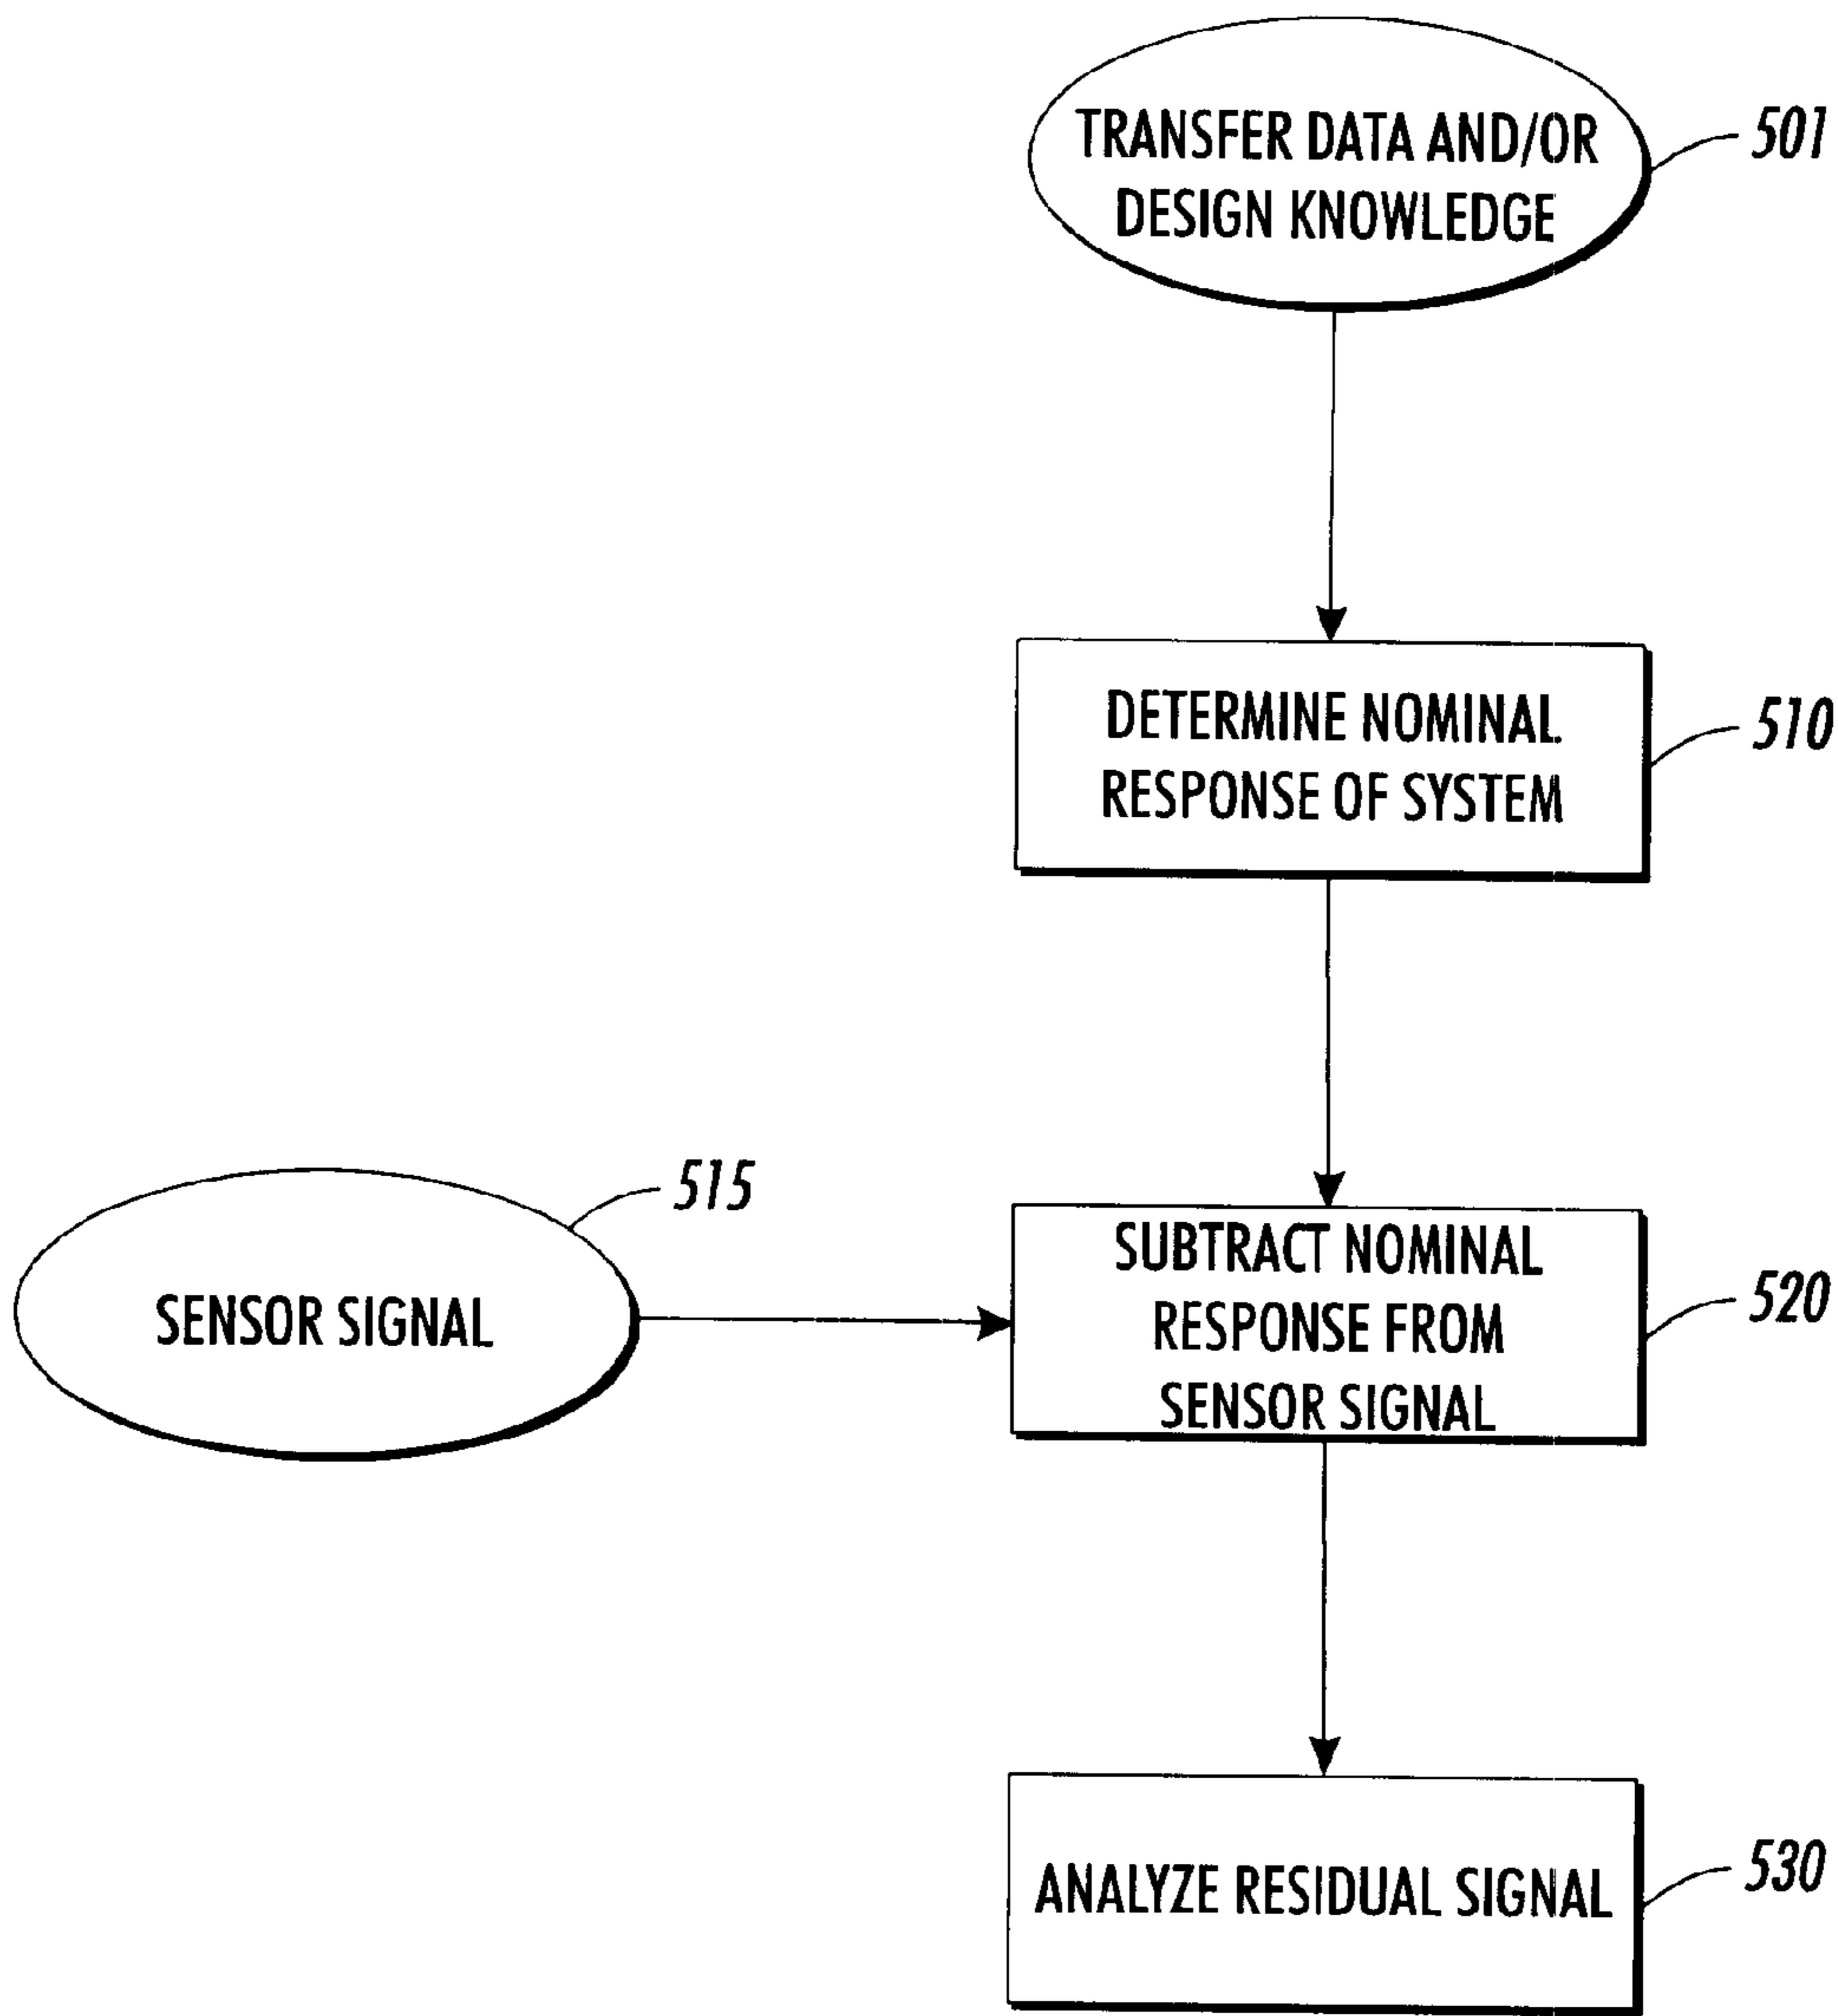 TRANSFER DATA AND/OR
DESIGN KNOWLEDGE
501
DETERMINE NOMINAL
RESPONSE OF SYSTEM
510
515
SENSOR SIGNAL
SUBTRACT NOMINAL
RESPONSE FROM
SENSOR SIGNAL
520
ANALYZE RESIDUAL SIGNAL
530